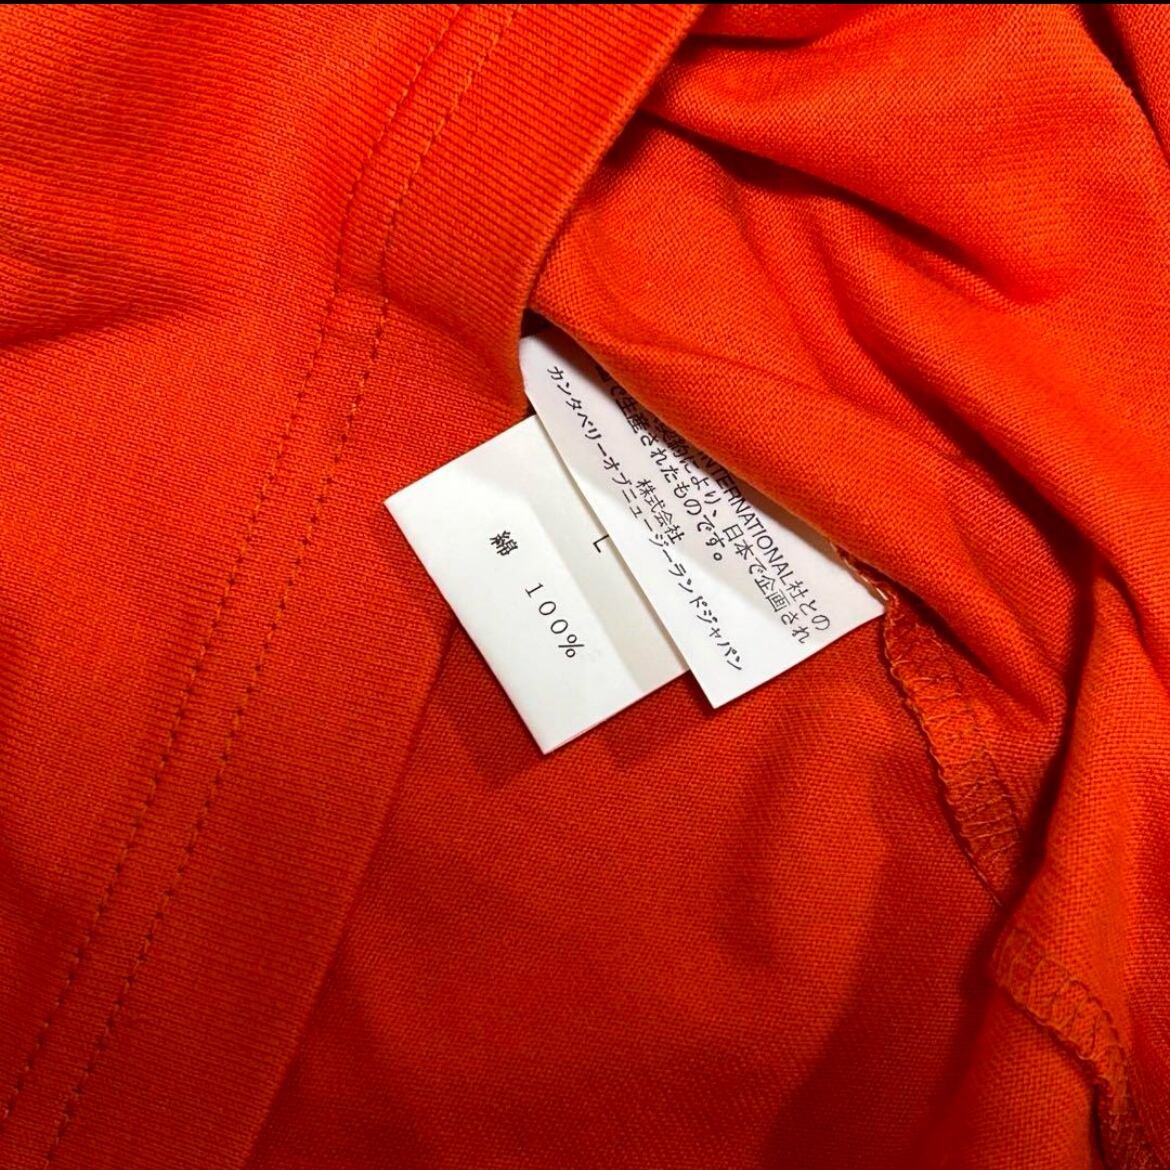 INTERNATIONAL社との
により、日本で企画され
で生産されたものです。
株式会社
カンタベリーオブニュージーランドジャパン
L
綿 100%